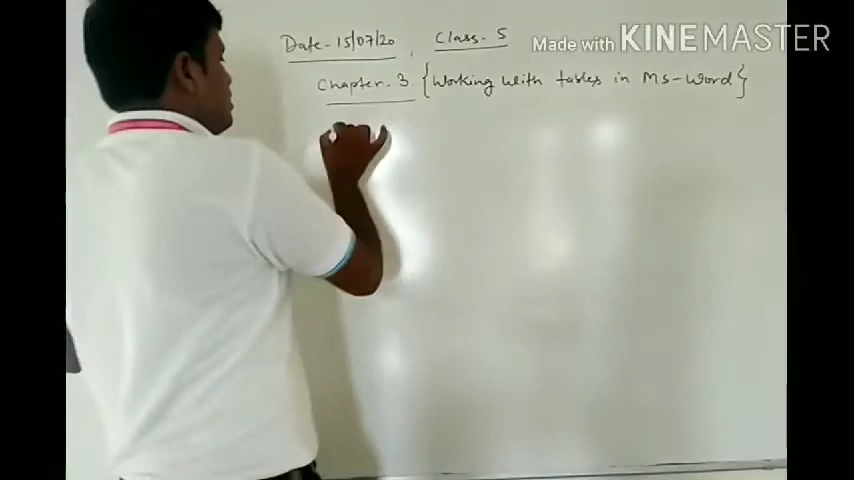 Date - 15/07/20, Class - 5
Made with KINEMASTER
Chapter - 3 {Working with tables in MS-Word}